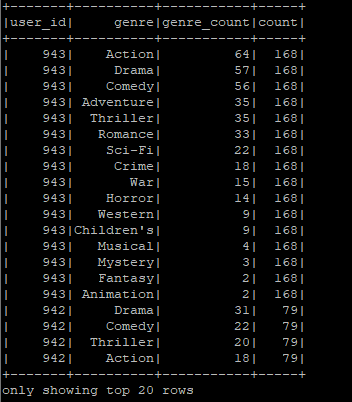 +-------+----------+-----------+-----+
|user_id|     genre|genre_count|count|
+-------+----------+-----------+-----+
|    943|    Action|         64|  168|
|    943|     Drama|         57|  168|
|    943|    Comedy|         56|  168|
|    943| Adventure|         35|  168|
|    943|  Thriller|         35|  168|
|    943|   Romance|         33|  168|
|    943|    Sci-Fi|         22|  168|
|    943|     Crime|         18|  168|
|    943|       War|         15|  168|
|    943|    Horror|         14|  168|
|    943|   Western|          9|  168|
|    943|Children's|          9|  168|
|    943|   Musical|          4|  168|
|    943|   Mystery|          3|  168|
|    943|   Fantasy|          2|  168|
|    943| Animation|          2|  168|
|    942|     Drama|         31|   79|
|    942|    Comedy|         22|   79|
|    942|  Thriller|         20|   79|
|    942|    Action|         18|   79|
+-------+----------+-----------+-----+
only showing top 20 rows